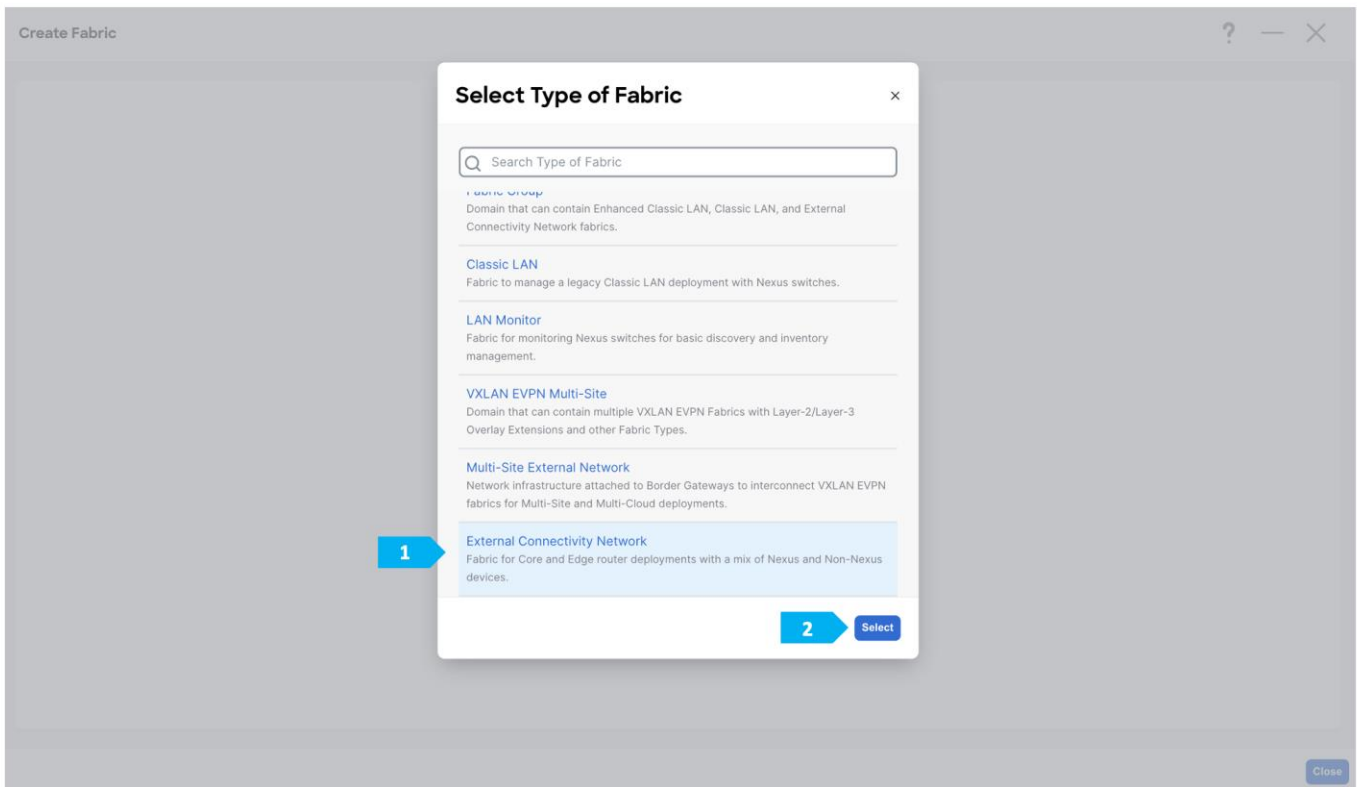 Create Fabric
?
Select Type of Fabric
×
Search Type of Fabric
Fabric Group
Domain that can contain Enhanced Classic LAN, Classic LAN, and External
Connectivity Network fabrics.
Classic LAN
Fabric to manage a legacy Classic LAN deployment with Nexus switches.
LAN Monitor
Fabric for monitoring Nexus switches for basic discovery and inventory
management.
VXLAN EVPN Multi-Site
Domain that can contain multiple VXLAN EVPN Fabrics with Layer-2/Layer-3
Overlay Extensions and other Fabric Types.
Multi-Site External Network
Network infrastructure attached to Border Gateways to interconnect VXLAN EVPN
fabrics for Multi-Site and Multi-Cloud deployments.
1
External Connectivity Network
Fabric for Core and Edge router deployments with a mix of Nexus and Non-Nexus
devices.
2
Select
Close